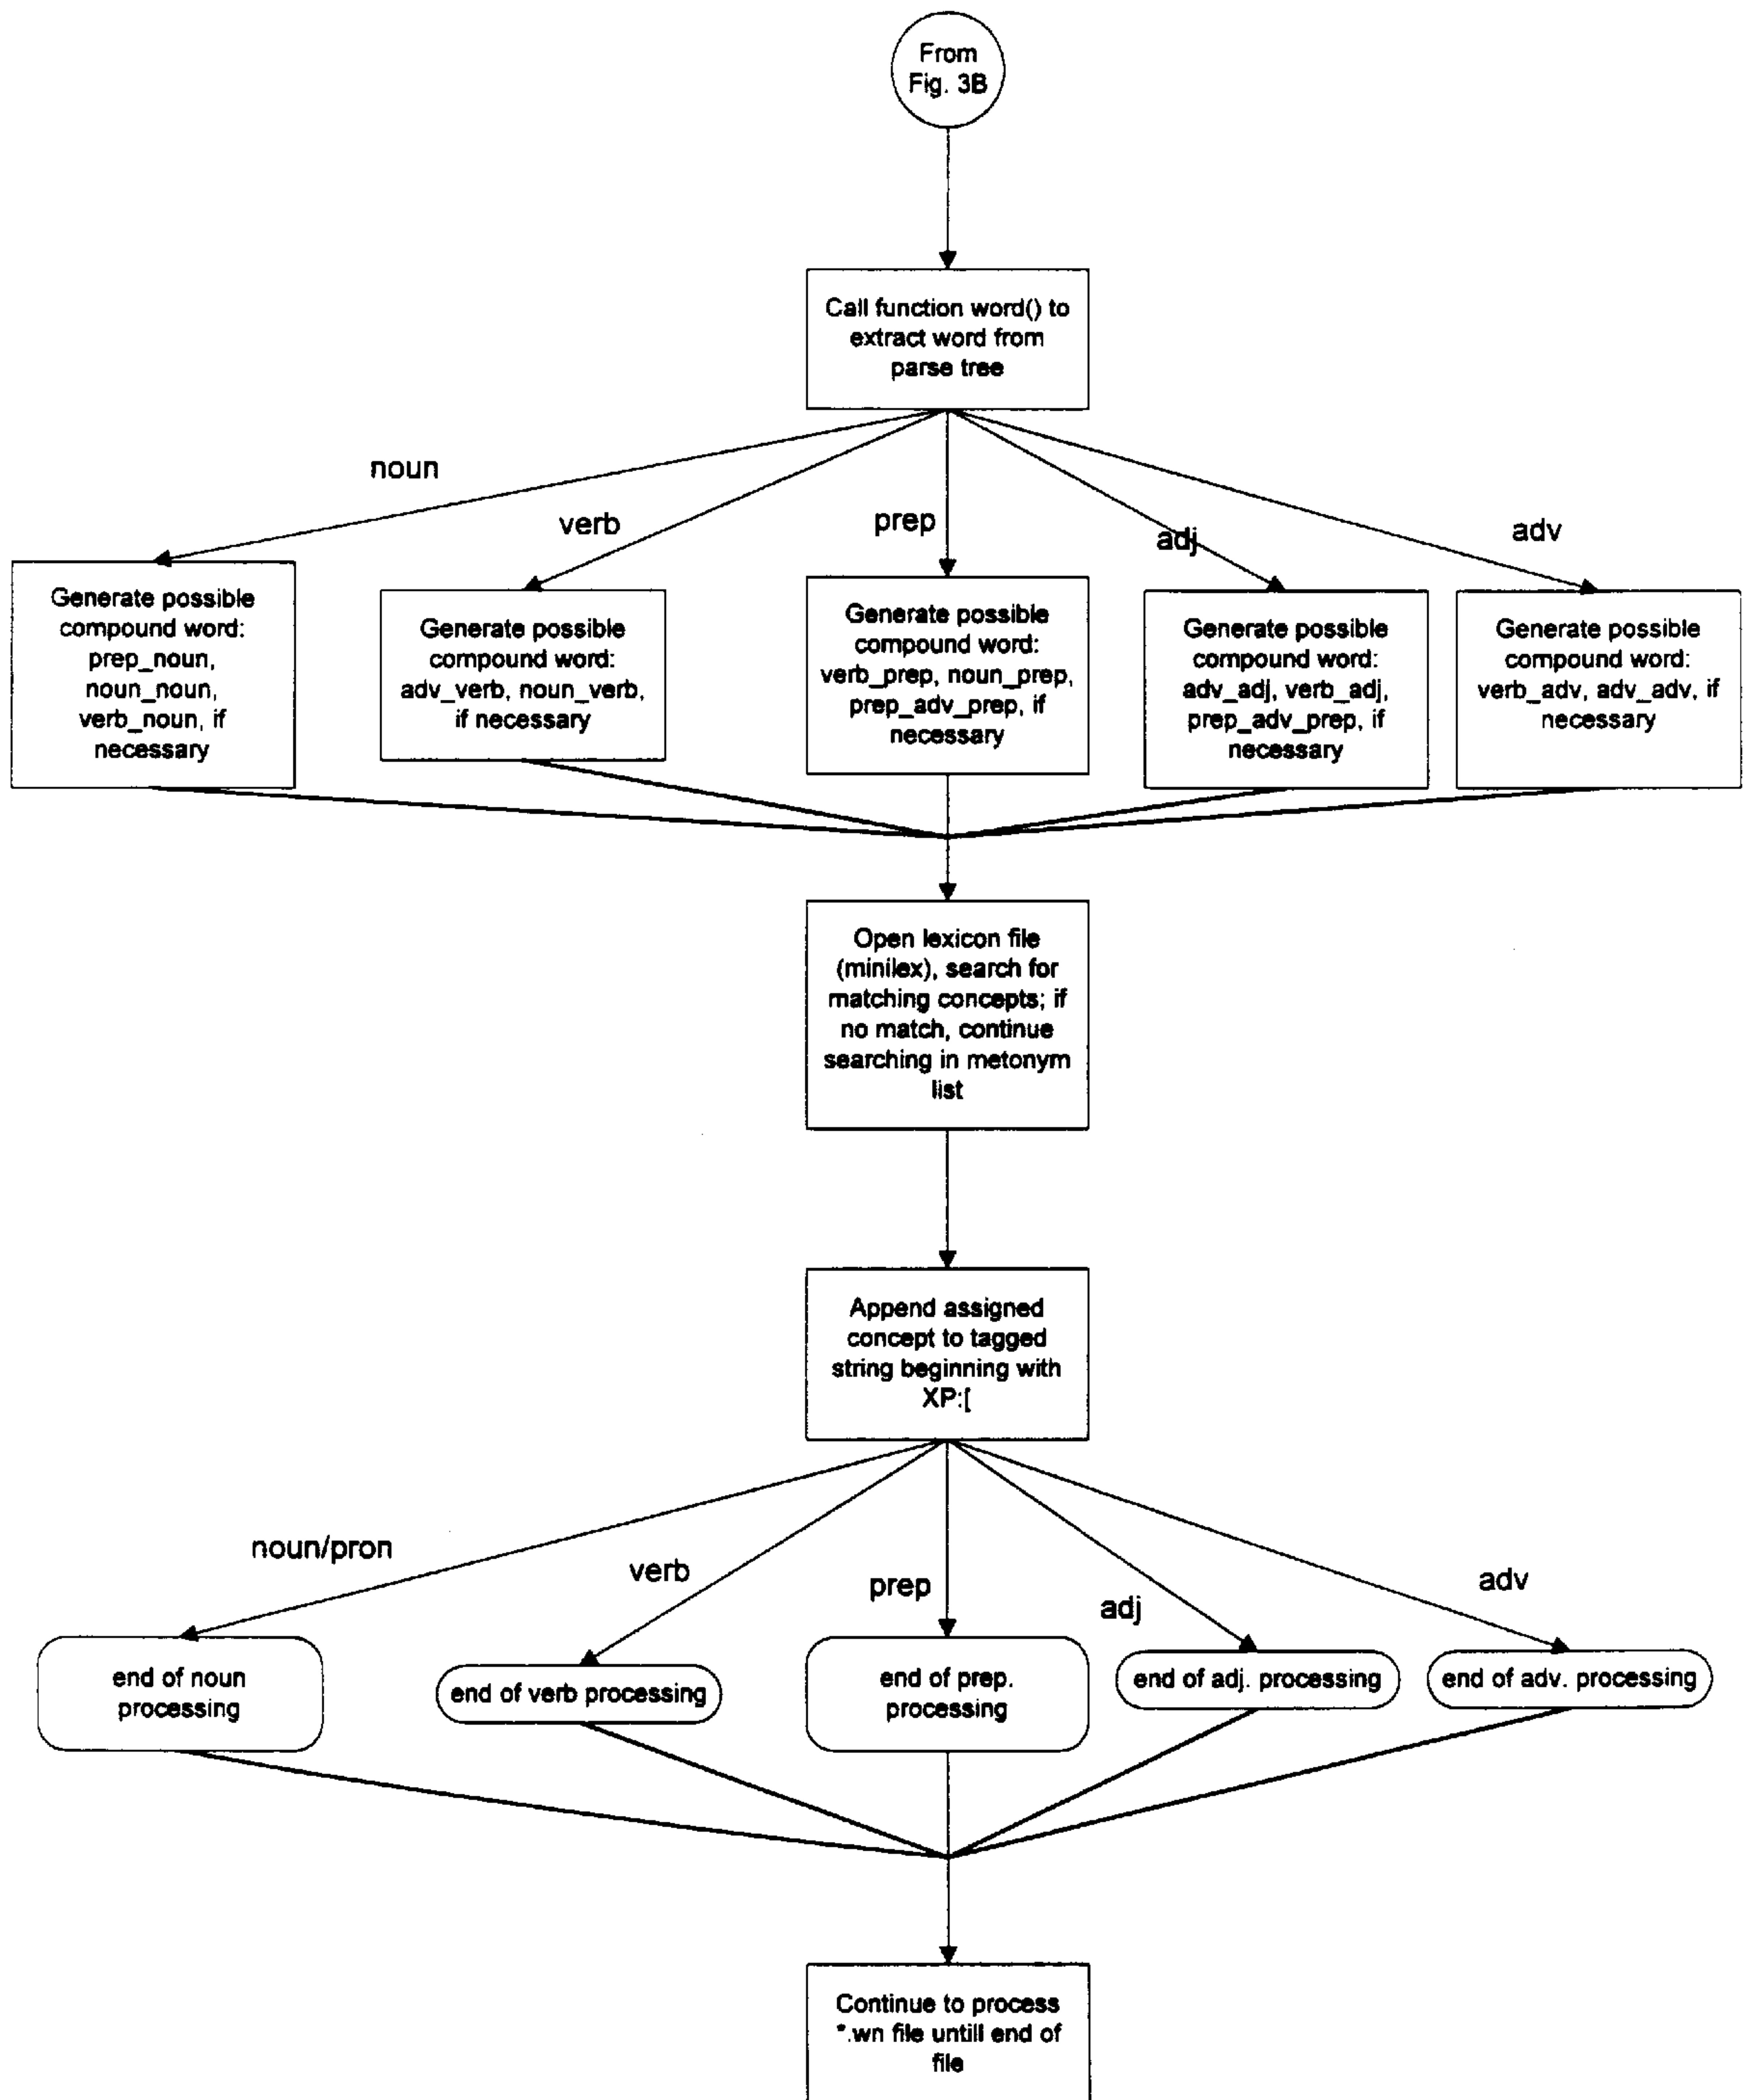 From
Fig. 3B
Call function word() to
extract word from
parse tree
noun
verb
prep
adj
adv
Generate possible
compound word:
prep_noun,
noun_noun,
verb_noun, if
necessary
Generate possible
compound word:
adv_verb, noun_verb,
if necessary
Generate possible
compound word:
verb_prep, noun_prep,
prep_adv_prep, if
necessary
Generate possible
compound word:
adv_adj, verb_adj,
prep_adv_prep, if
necessary
Generate possible
compound word:
verb_adv, adv_adv, if
necessary
Open lexicon file
(minilex), search for
matching concepts; if
no match, continue
searching in metonym
list
Append assigned
concept to tagged
string beginning with
XP:[
noun/pron
verb
prep
adj
adv
end of noun
processing
end of verb processing
end of prep.
processing
end of adj. processing
end of adv. processing
Continue to process
*.wn file untill end of
file